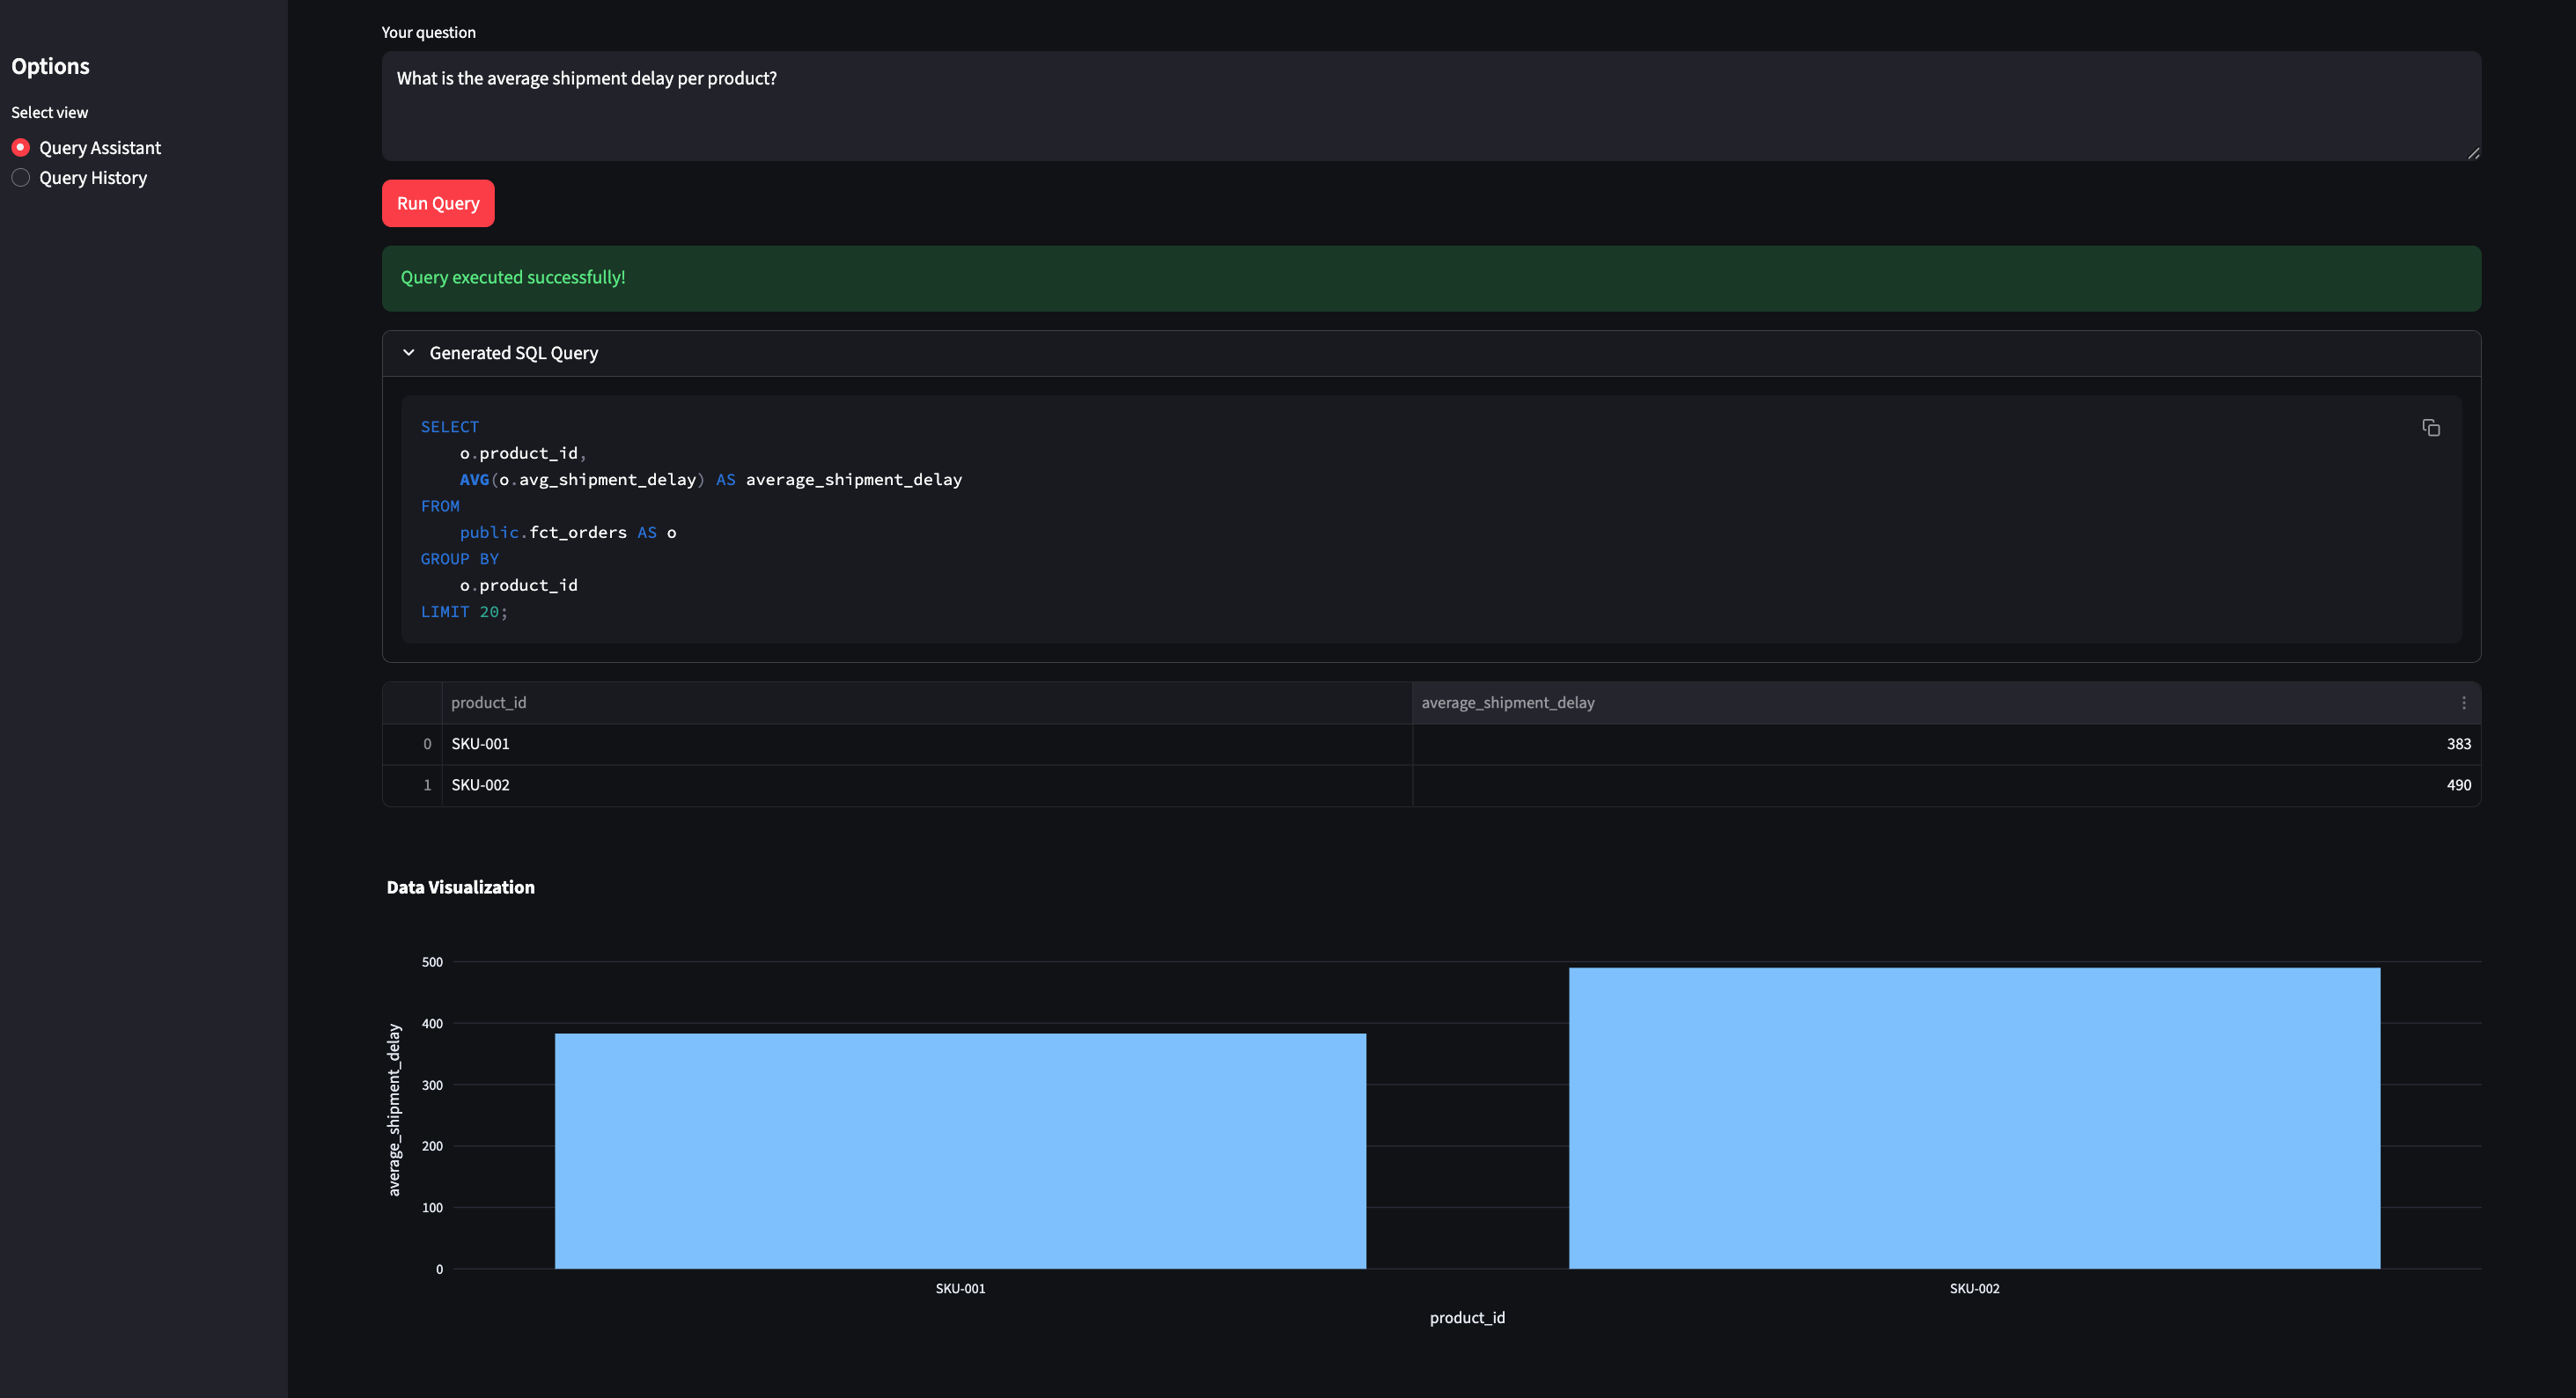 Options
Select view
Query Assistant
Query History
Your question
What is the average shipment delay per product?
Run Query
Query executed successfully!
Generated SQL Query
SELECT
    o.product_id,
    AVG(o.avg_shipment_delay) AS average_shipment_delay
FROM
    public.fct_orders AS o
GROUP BY
    o.product_id
LIMIT 20;
product_id average_shipment_delay
0 SKU-001 383
1 SKU-002 490
Data Visualization
average_shipment_delay
500
400
300
200
100
0
SKU-001 SKU-002
product_id